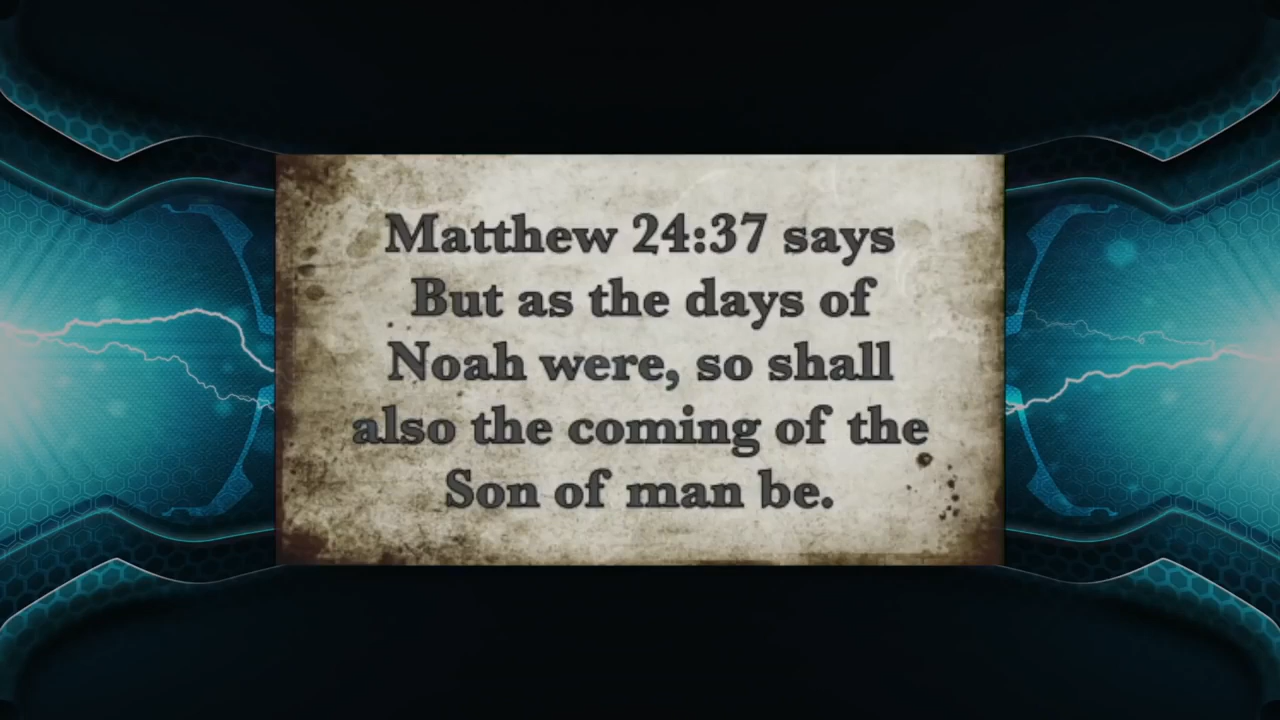 Matthew 24:37 says
But as the days of
Noah were, so shall
also the coming of the
Son of man be.